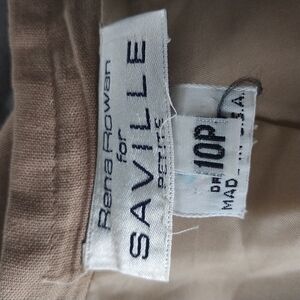 Rena Rowan
for
SAVILLE
PETITE
10P
MADE IN U.S.A.